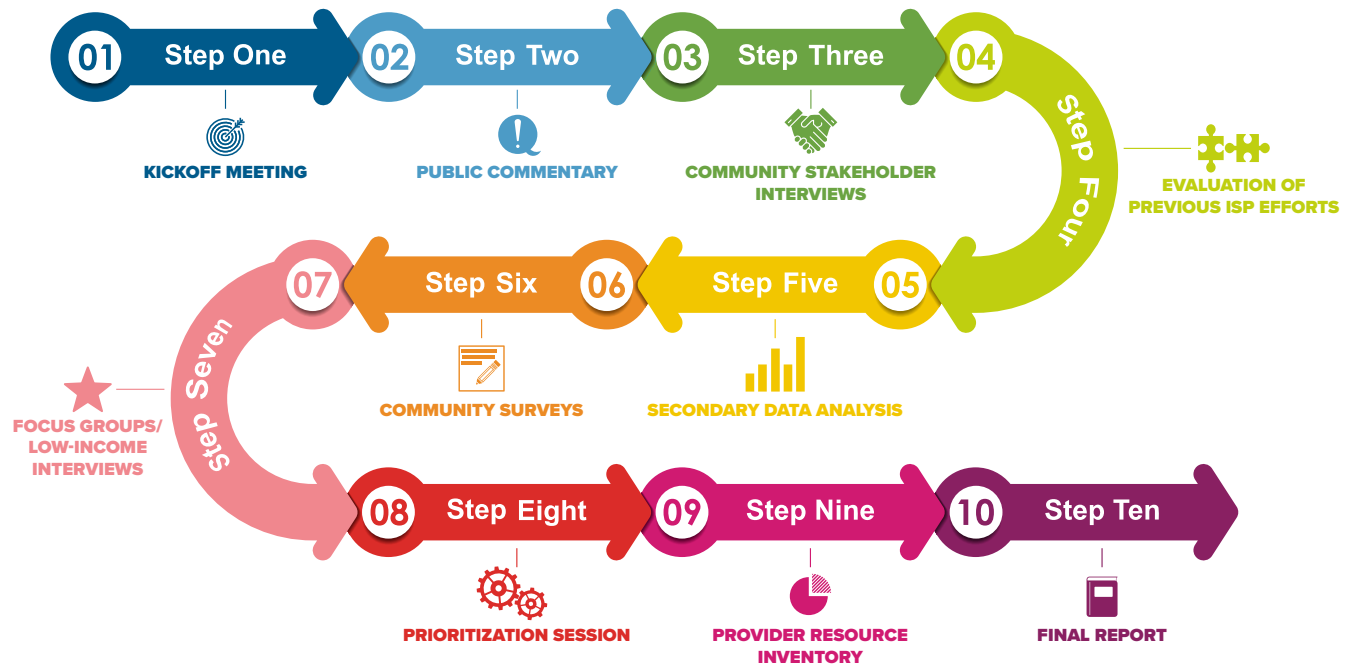 01 Step One
KICKOFF MEETING
02 Step Two
PUBLIC COMMENTARY
03 Step Three
COMMUNITY STAKEHOLDER
INTERVIEWS
04 Step Four
EVALUATION OF
PREVIOUS ISP EFFORTS
05 Step Five
SECONDARY DATA ANALYSIS
06 Step Six
COMMUNITY SURVEYS
07 Step Seven
FOCUS GROUPS/
LOW-INCOME
INTERVIEWS
08 Step Eight
PRIORITIZATION SESSION
09 Step Nine
PROVIDER RESOURCE
INVENTORY
10 Step Ten
FINAL REPORT